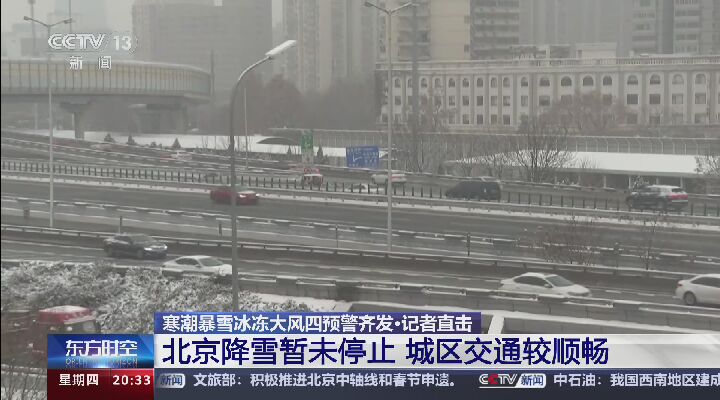 CCTV 13
新闻
寒潮暴雪冰冻大风四预警齐发·记者直击
北京降雪暂未停止 城区交通较顺畅
东方时空
星期四 20:33
新闻 文旅部：积极推进北京中轴线和春节申遗。 CCTV 新闻 中石油：我国西南地区建成